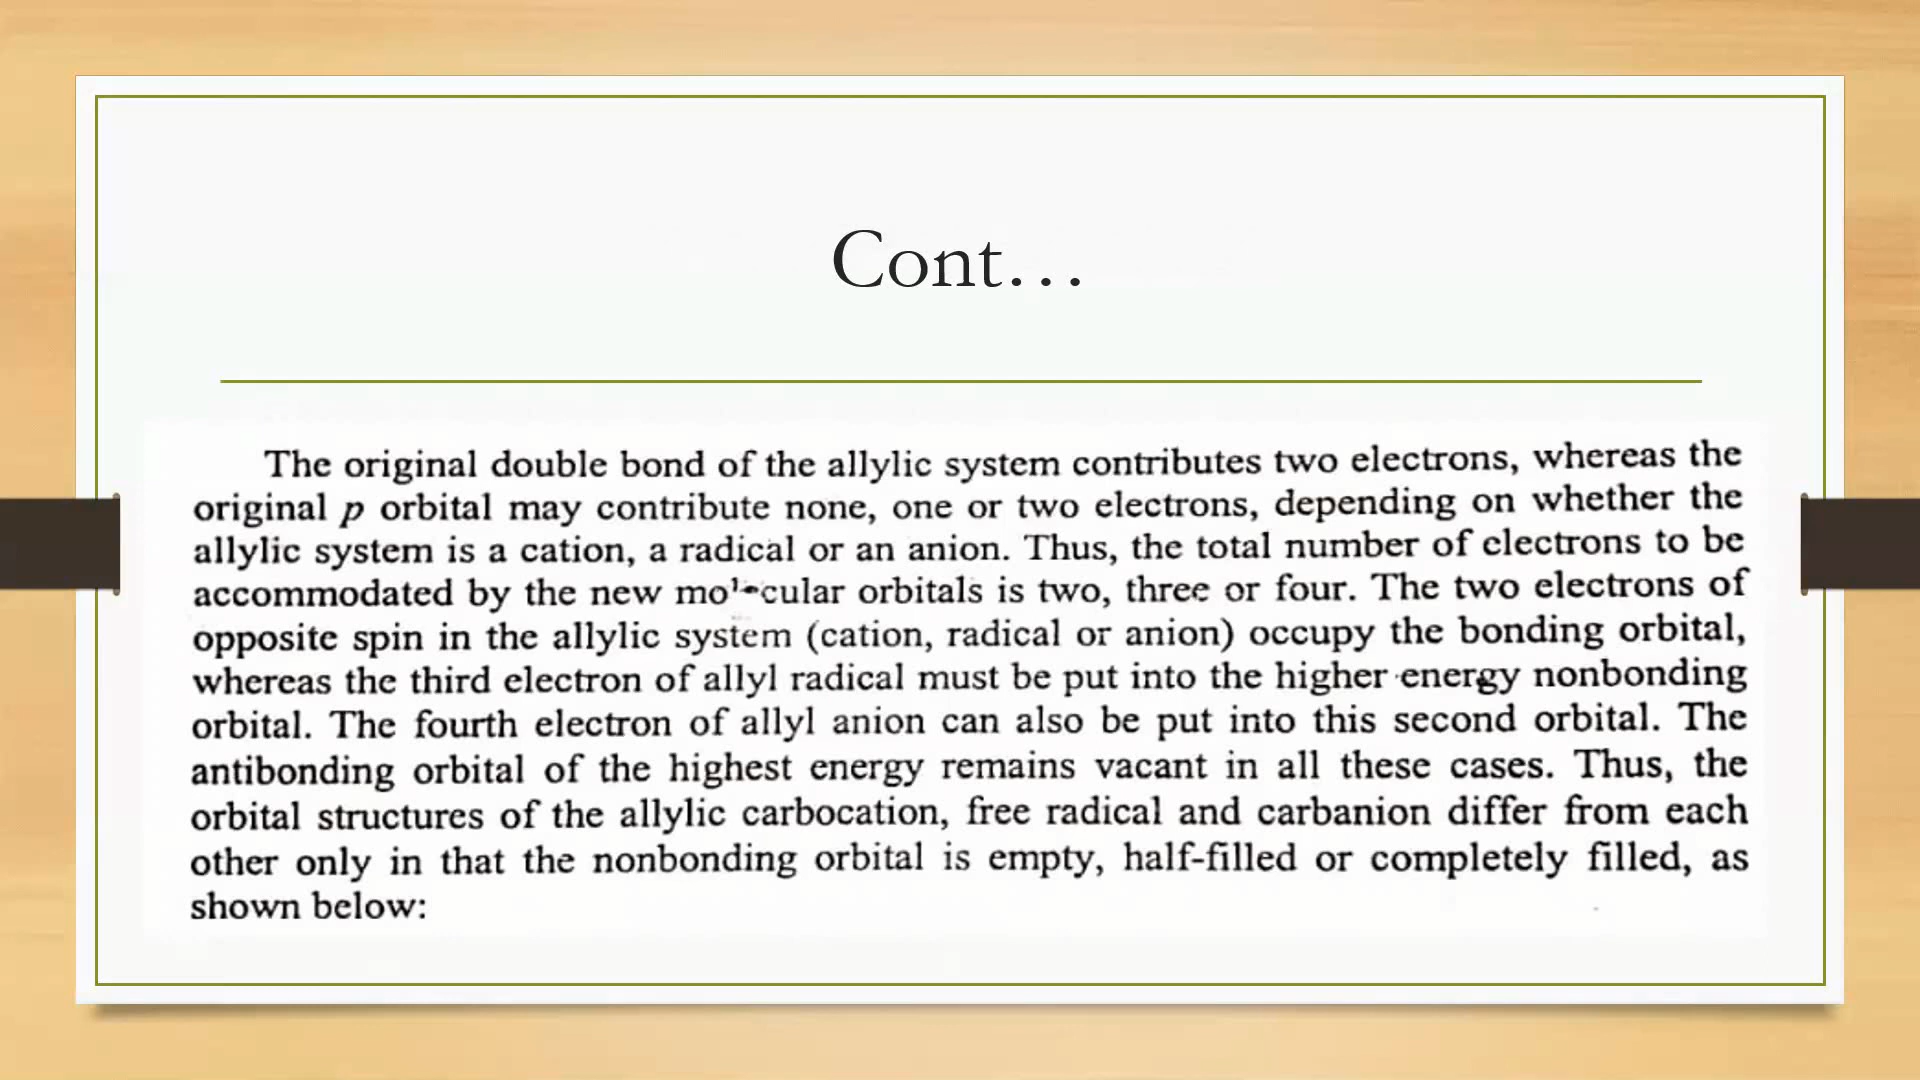 Cont...
The original double bond of the allylic system contributes two electrons, whereas the
original p orbital may contribute none, one or two electrons, depending on whether the
allylic system is a cation, a radical or an anion. Thus, the total number of electrons to be
accommodated by the new molecular orbitals is two, three or four. The two electrons of
opposite spin in the allylic system (cation, radical or anion) occupy the bonding orbital,
whereas the third electron of allyl radical must be put into the higher energy nonbonding
orbital. The fourth electron of allyl anion can also be put into this second orbital. The
antibonding orbital of the highest energy remains vacant in all these cases. Thus, the
orbital structures of the allylic carbocation, free radical and carbanion differ from each
other only in that the nonbonding orbital is empty, half-filled or completely filled, as
shown below: